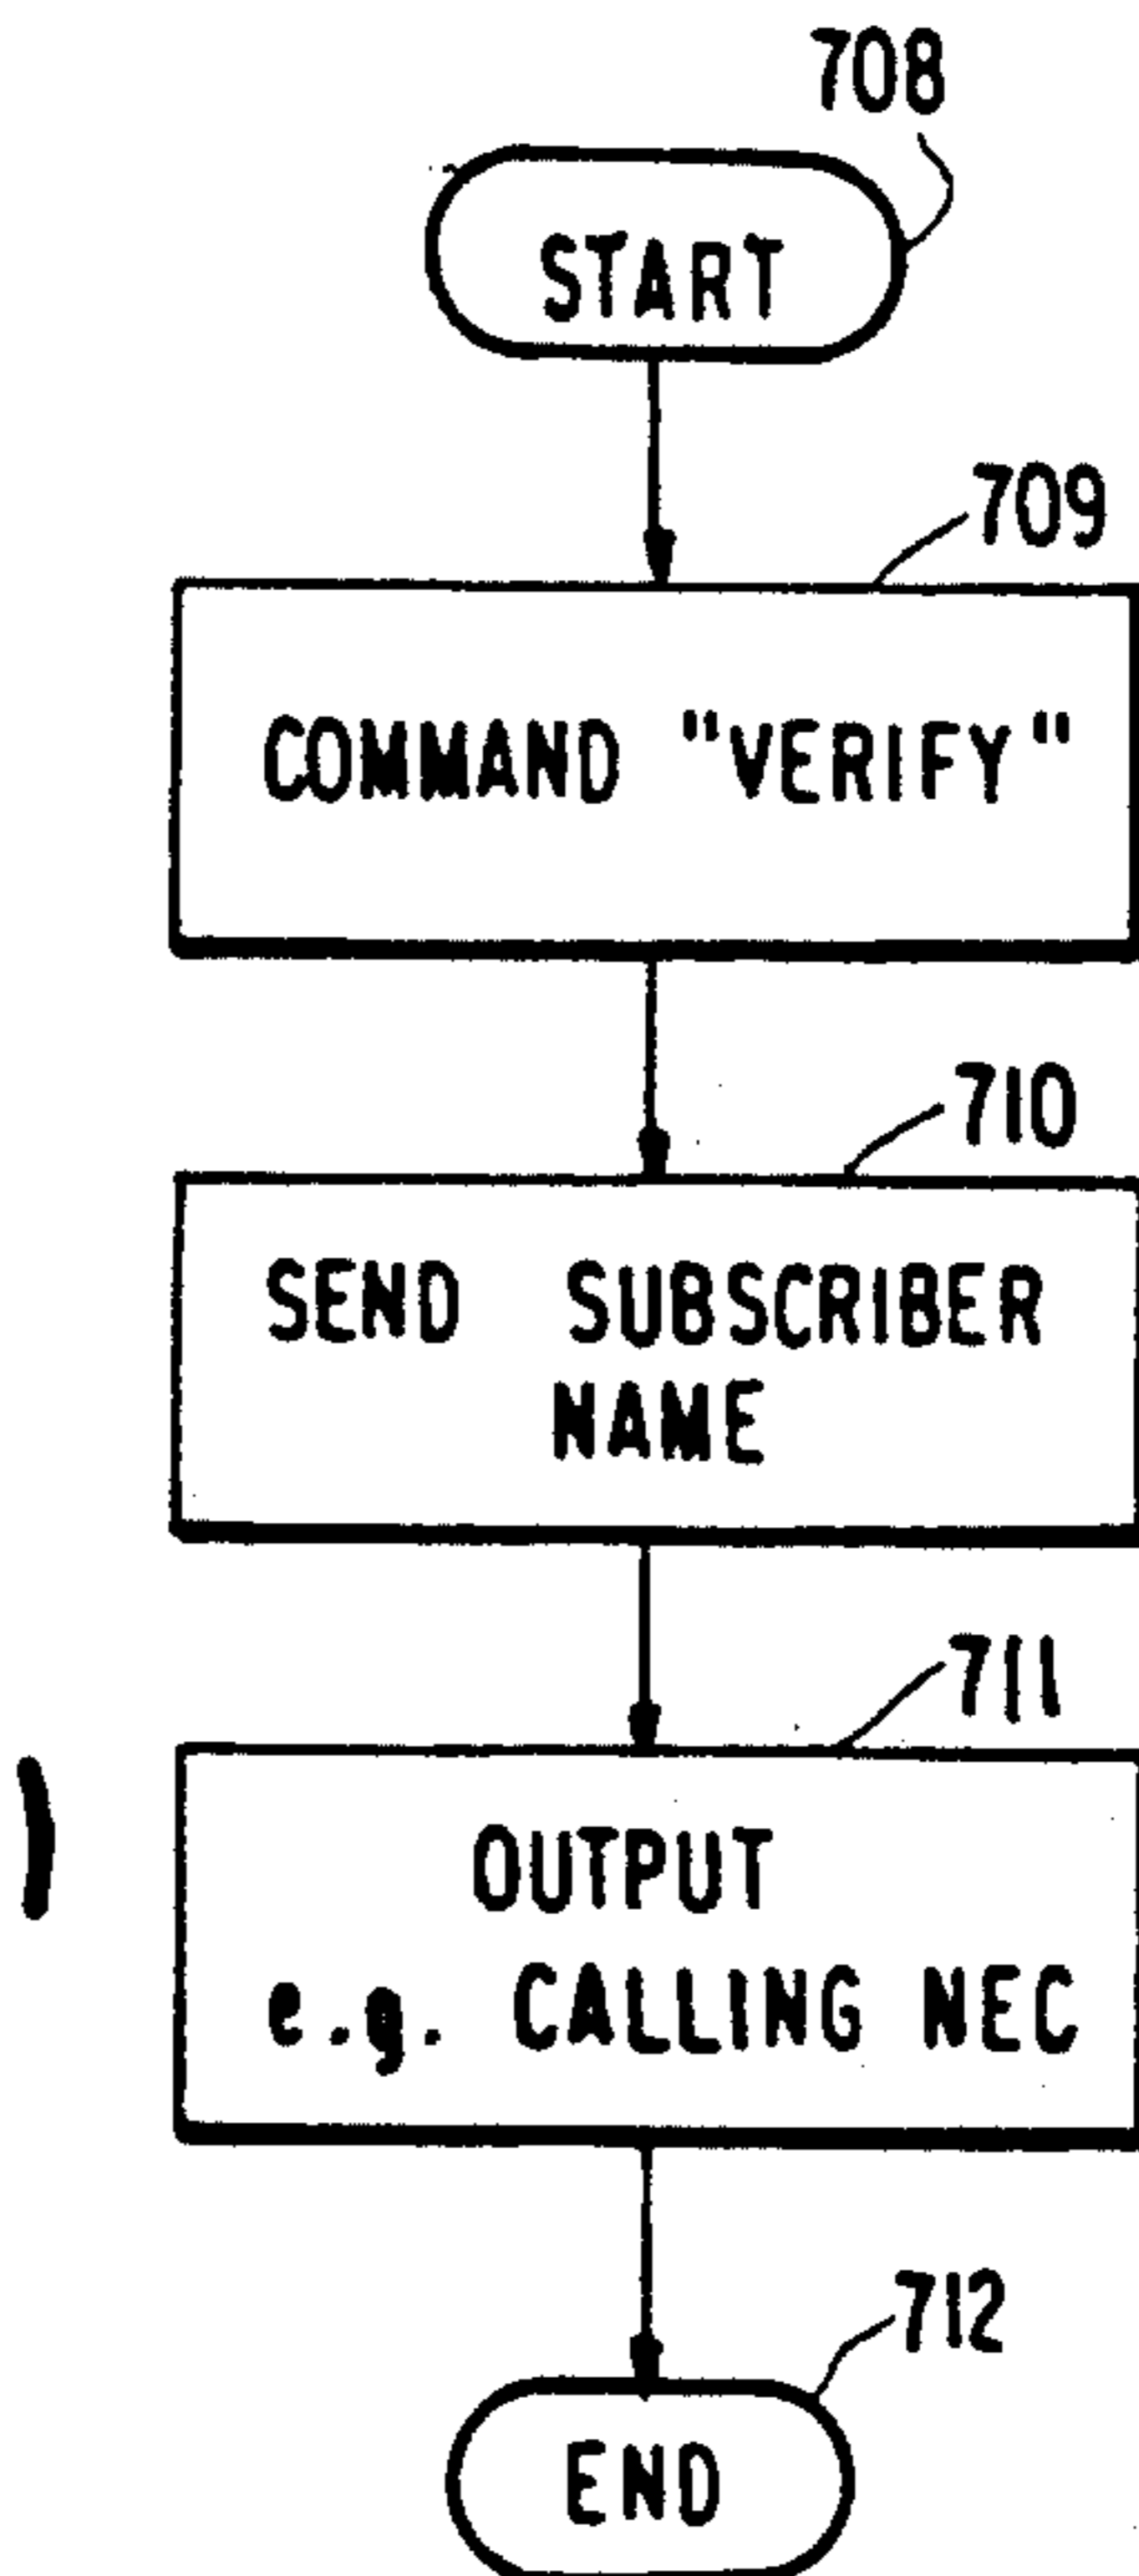 708
START
709
COMMAND "VERIFY"
710
SEND SUBSCRIBER
NAME
711
OUTPUT
e.g. CALLING NEC
712
END